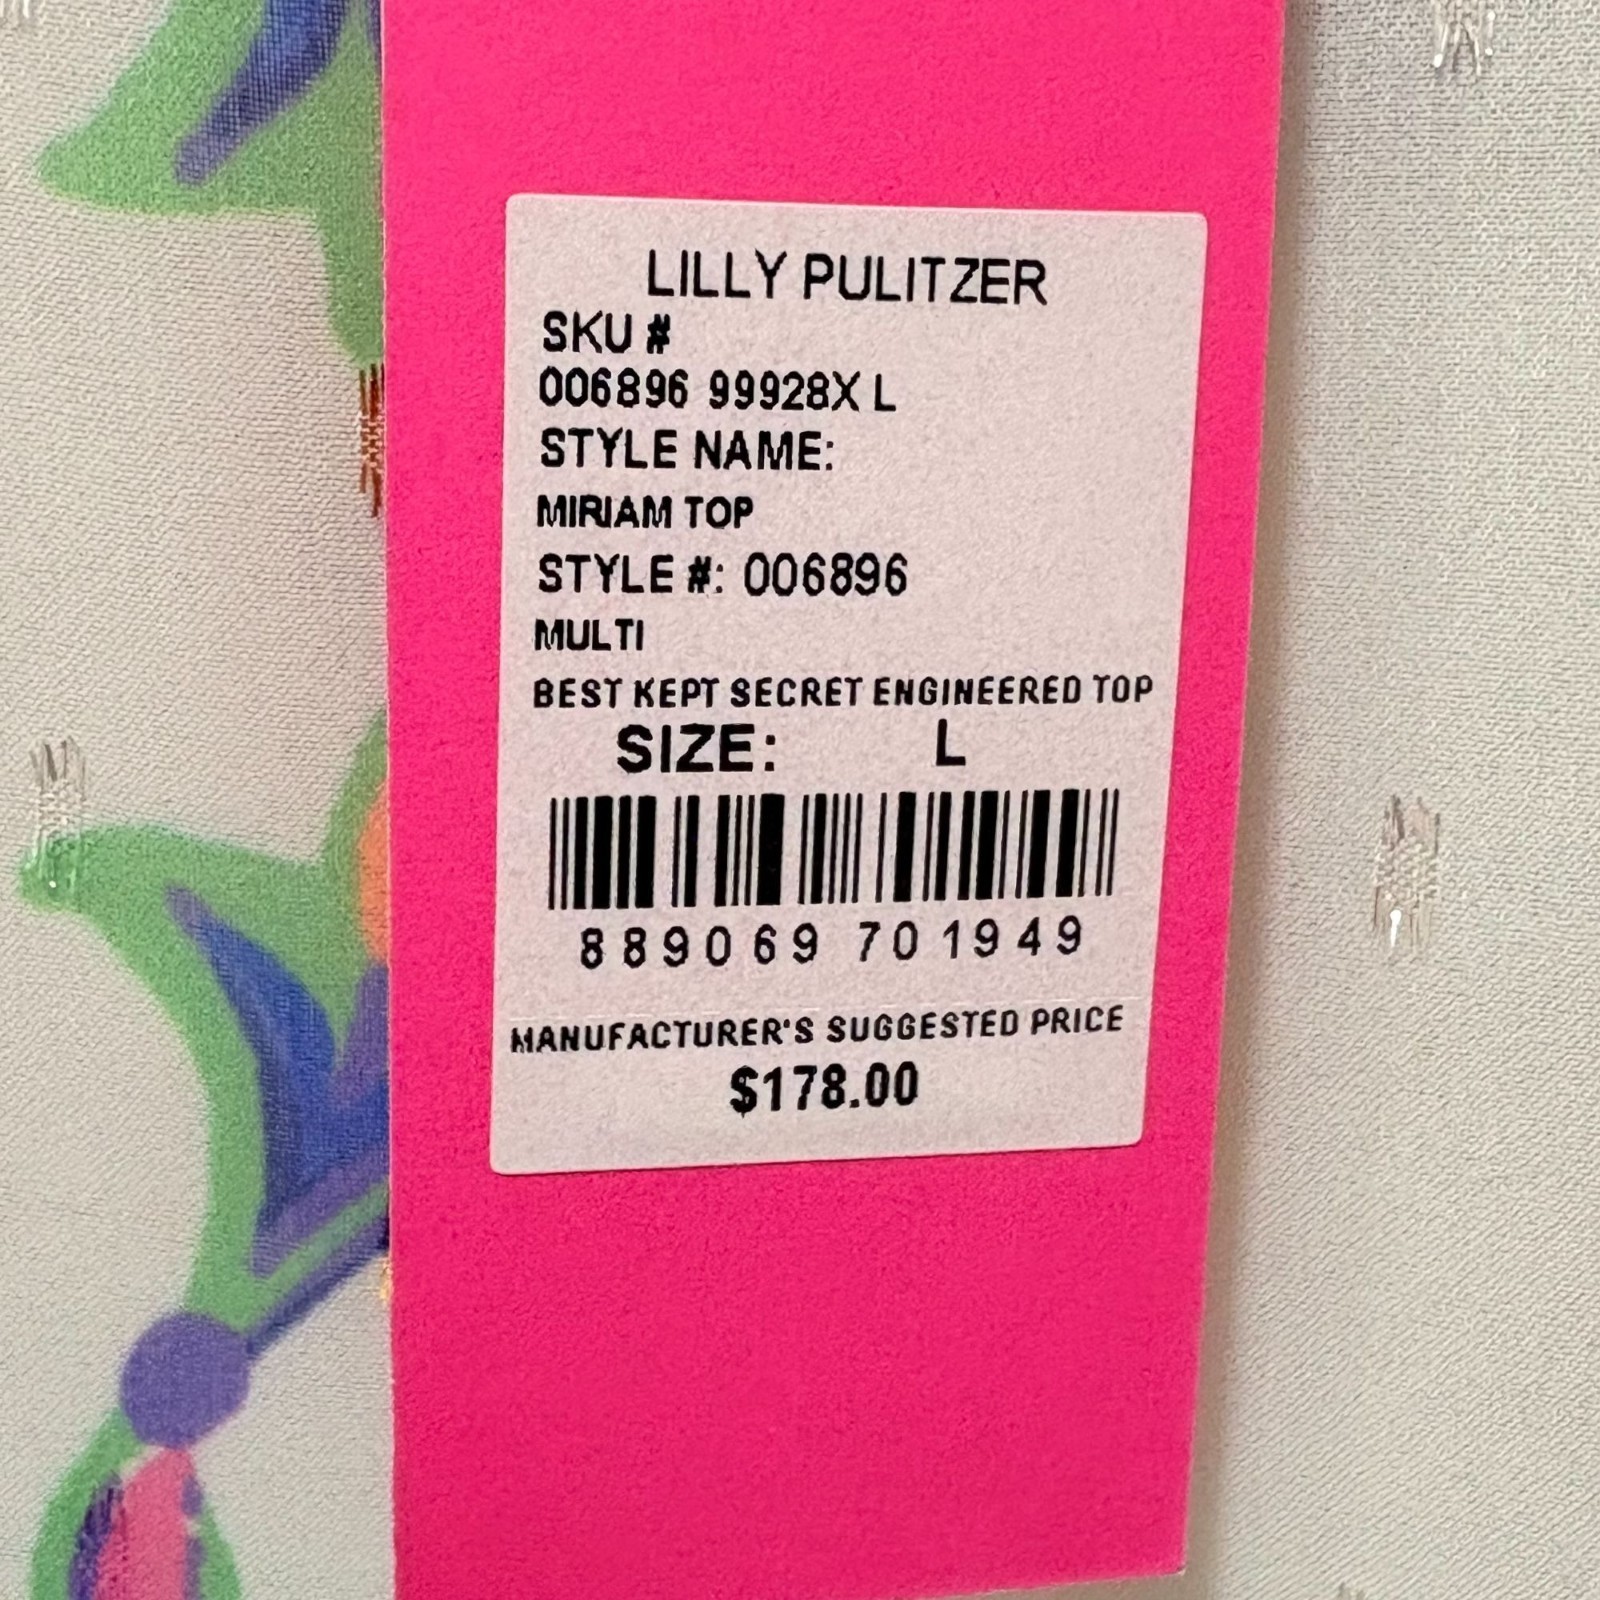 LILLY PULITZER
SKU #
006896 99928X L
STYLE NAME:
MIRIAM TOP
STYLE #: 006896
MULTI
BEST KEPT SECRET ENGINEERED TOP
SIZE: L
889069 701949
MANUFACTURER'S SUGGESTED PRICE
$178.00